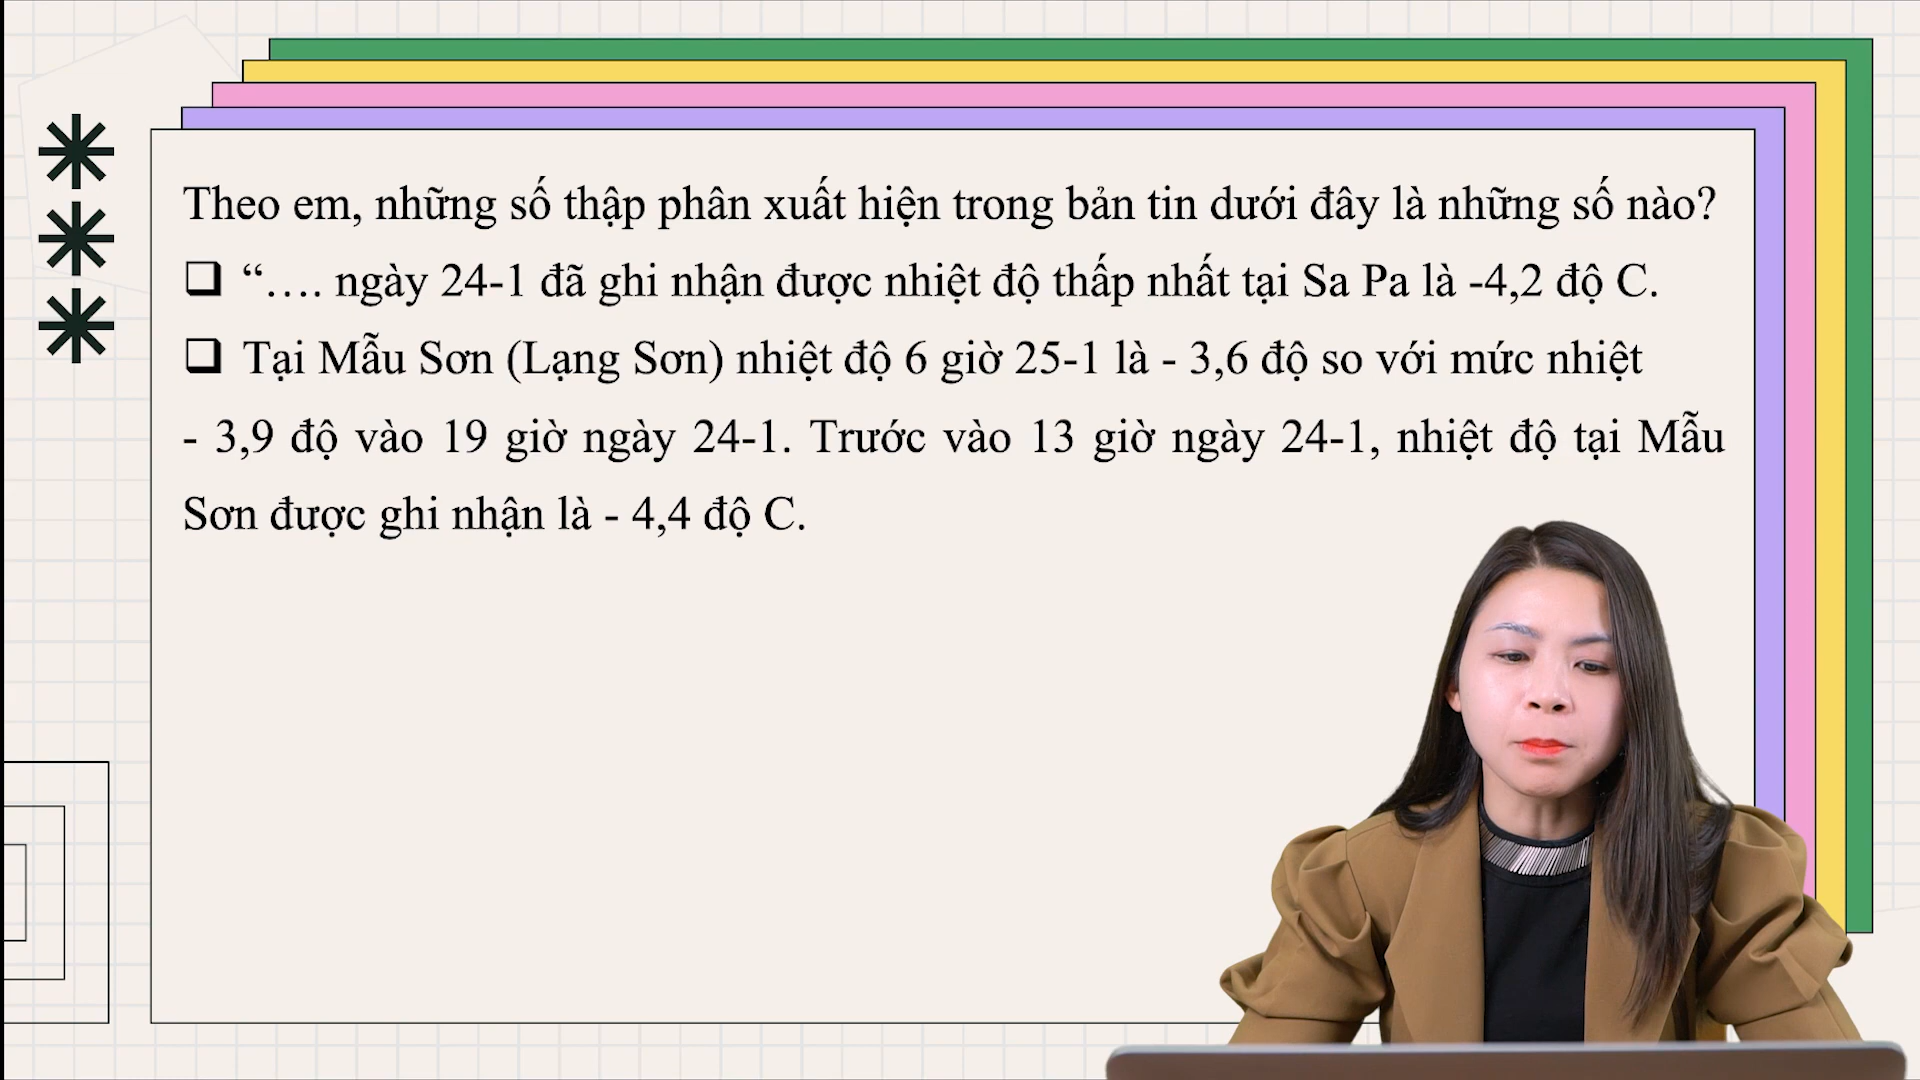 Theo em, những số thập phân xuất hiện trong bản tin dưới đây là những số nào?
❑ “…. ngày 24-1 đã ghi nhận được nhiệt độ thấp nhất tại Sa Pa là -4,2 độ C.
❑ Tại Mẫu Sơn (Lạng Sơn) nhiệt độ 6 giờ 25-1 là - 3,6 độ so với mức nhiệt
- 3,9 độ vào 19 giờ ngày 24-1. Trước vào 13 giờ ngày 24-1, nhiệt độ tại Mẫu
Sơn được ghi nhận là - 4,4 độ C.